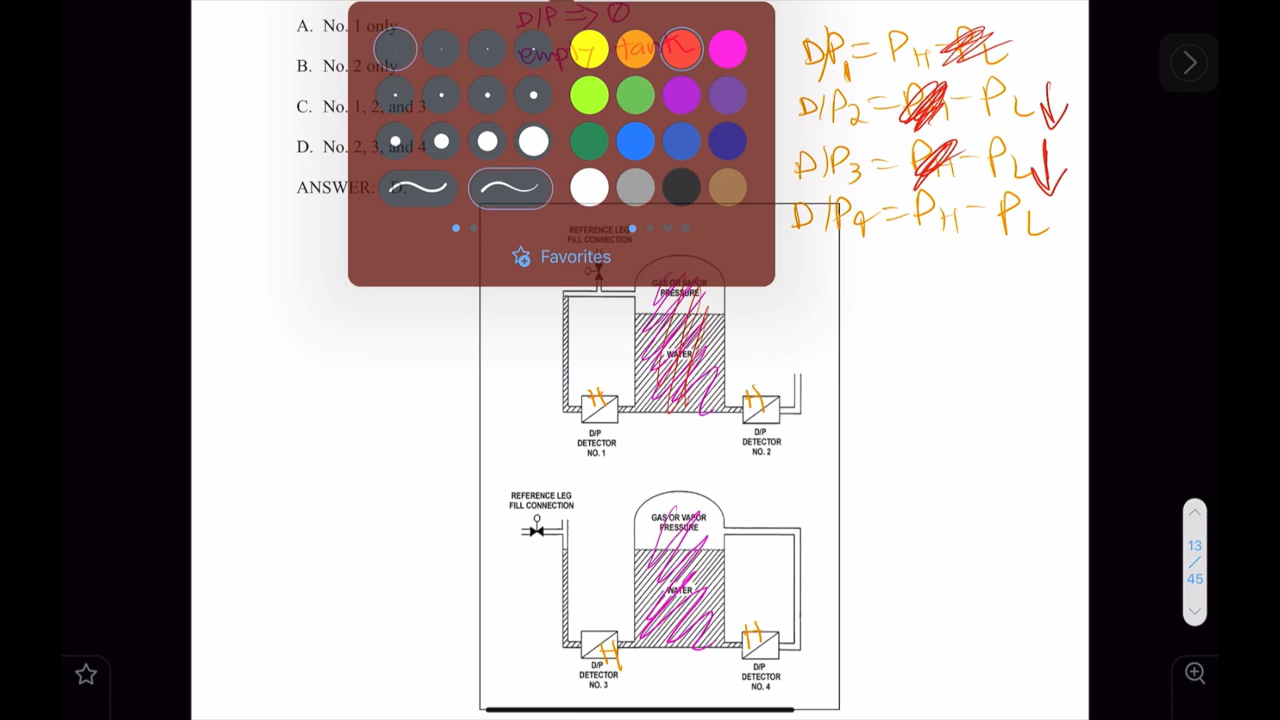 A. No. 1 only
B. No. 2 only
C. No. 1, 2, and 3
D. No. 2, 3, and 4
ANSWER: D.
D/P => 0
empty tank
Favorites
D/P1 = PH - PL
D/P2 = PH - PL
D/P3 = PH - PL
D/P4 = PH - PL
REFERENCE LEG
FILL CONNECTION
GAS OR VAPOR
PRESSURE
WATER
H
H
D/P
DETECTOR
NO. 1
D/P
DETECTOR
NO. 2
REFERENCE LEG
FILL CONNECTION
GAS OR VAPOR
PRESSURE
WATER
H
H
D/P
DETECTOR
NO. 3
D/P
DETECTOR
NO. 4
13
/
45